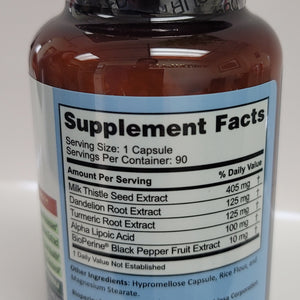 Supplement Facts
Serving Size: 1 Capsule
Servings Per Container: 90
Amount Per Serving % Daily Value
Milk Thistle Seed Extract 405 mg †
Dandelion Root Extract 125 mg †
Turmeric Root Extract 125 mg †
Alpha Lipoic Acid 100 mg †
BioPerine® Black Pepper Fruit Extract 10 mg †
† Daily Value Not Established
Other Ingredients: Hypromellose Capsule, Rice Flour, and
Magnesium Stearate.
Corporation